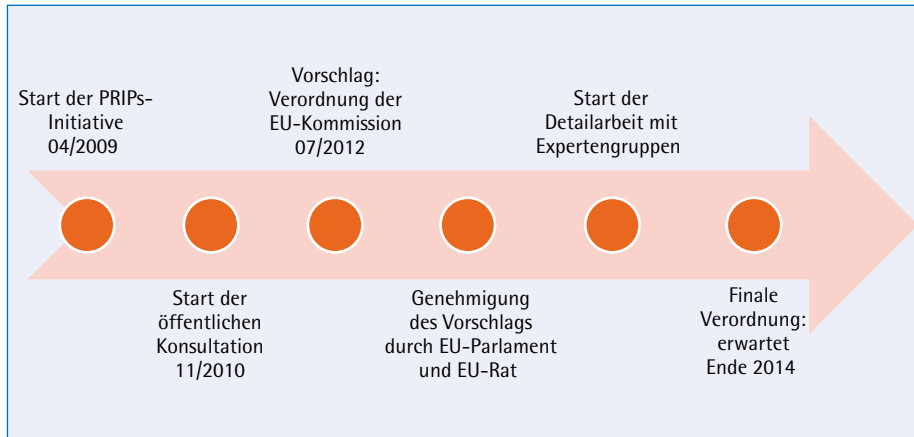 Start der PRIPs-
Initiative
04/2009
Start der
öffentlichen
Konsultation
11/2010
Vorschlag:
Verordnung der
EU-Kommission
07/2012
Genehmigung
des Vorschlags
durch EU-Parlament
und EU-Rat
Start der
Detailarbeit mit
Expertengruppen
Finale
Verordnung:
erwartet
Ende 2014